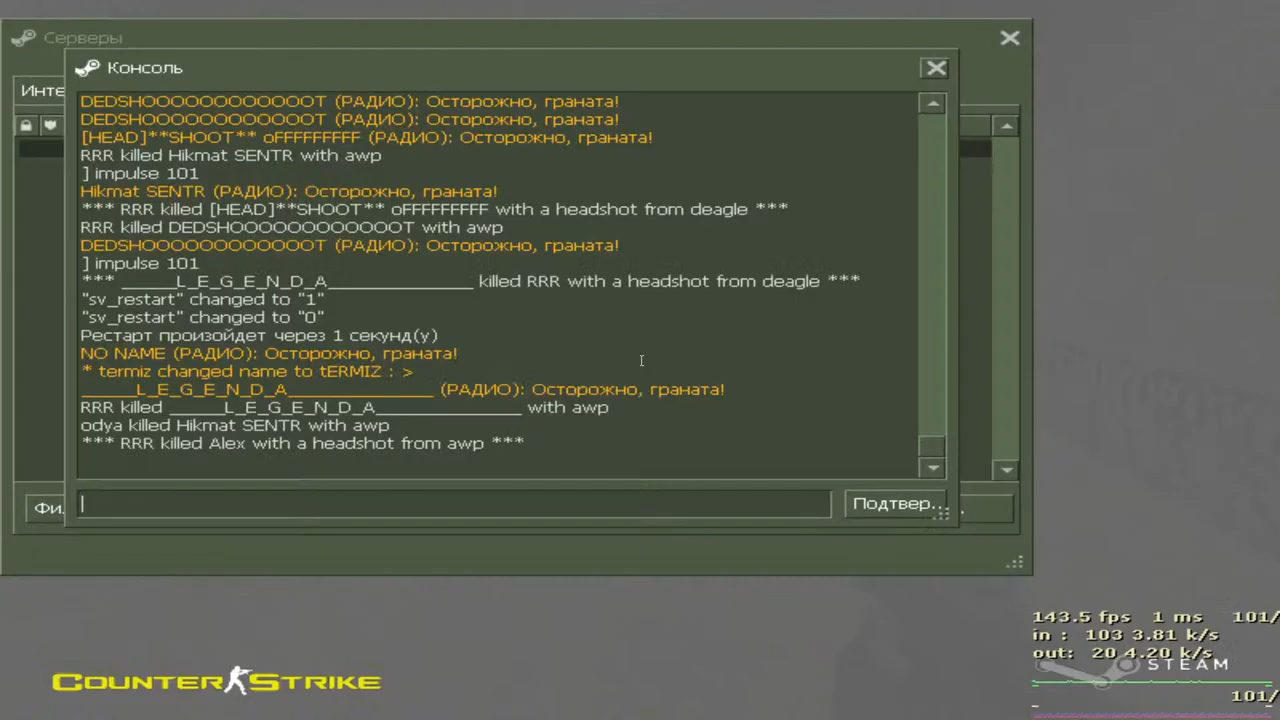 Серверы
Консоль
Инте
DEDSHOOOOOOOOOOOOT (РАДИО): Осторожно, граната!
DEDSHOOOOOOOOOOOOT (РАДИО): Осторожно, граната!
[HEAD]**SHOOT** oFFFFFFFFF (РАДИО): Осторожно, граната!
RRR killed Hikmat SENTR with awp
] impulse 101
Hikmat SENTR (РАДИО): Осторожно, граната!
*** RRR killed [HEAD]**SHOOT** oFFFFFFFFF with a headshot from deagle ***
RRR killed DEDSHOOOOOOOOOOOOT with awp
DEDSHOOOOOOOOOOOOT (РАДИО): Осторожно, граната!
] impulse 101
*** ______L_E_G_E_N_D_A________________ killed RRR with a headshot from deagle ***
"sv_restart" changed to "1"
"sv_restart" changed to "0"
Рестарт произойдет через 1 секунд(у)
NO NAME (РАДИО): Осторожно, граната!
* termiz changed name to tERMIZ : >
______L_E_G_E_N_D_A________________ (РАДИО): Осторожно, граната!
RRR killed ______L_E_G_E_N_D_A________________ with awp
odya killed Hikmat SENTR with awp
*** RRR killed Alex with a headshot from awp ***
Фи.
Подтвер...
143.5 fps 1 ms 101/
in : 103 3.81 k/s
out: 20 4.20 k/s
STEAM
COUNTER STRIKE
101/